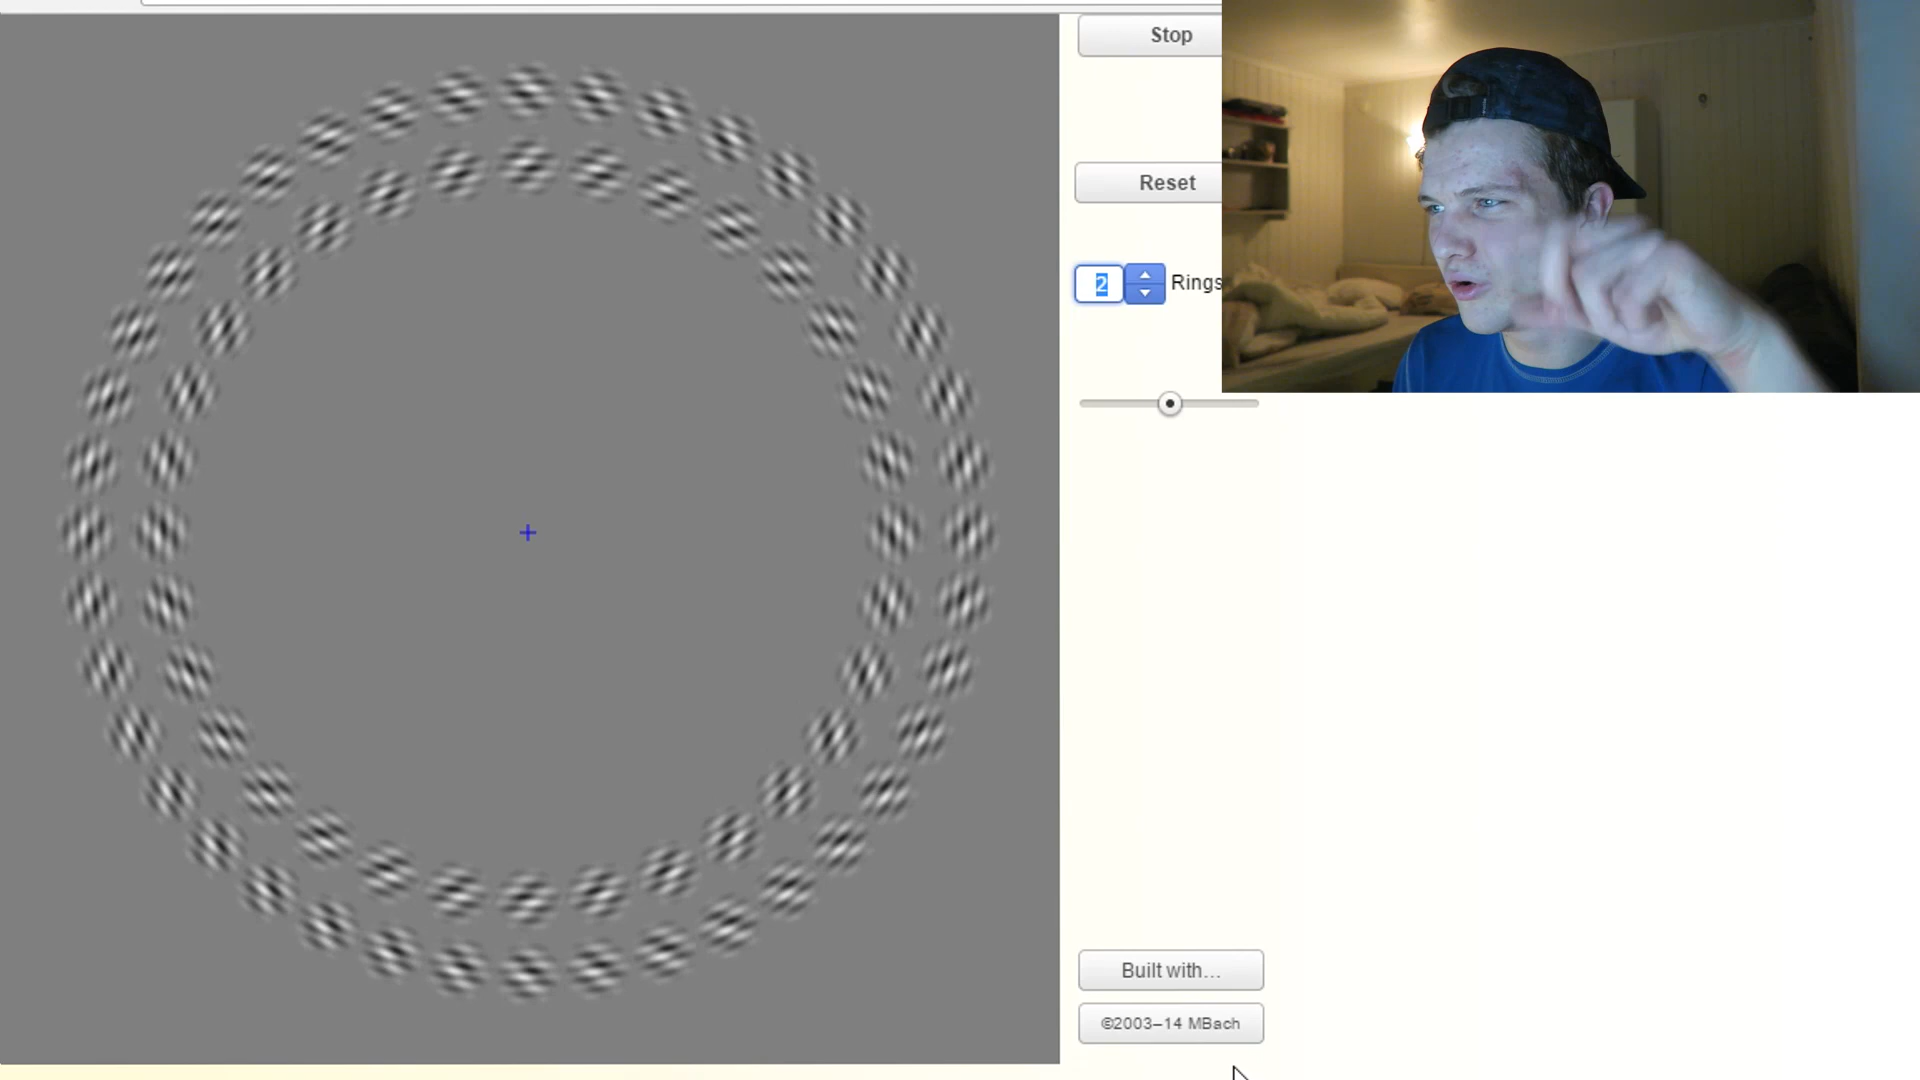 Stop
Reset
2 Rings
Built with...
©2003–14 MBach